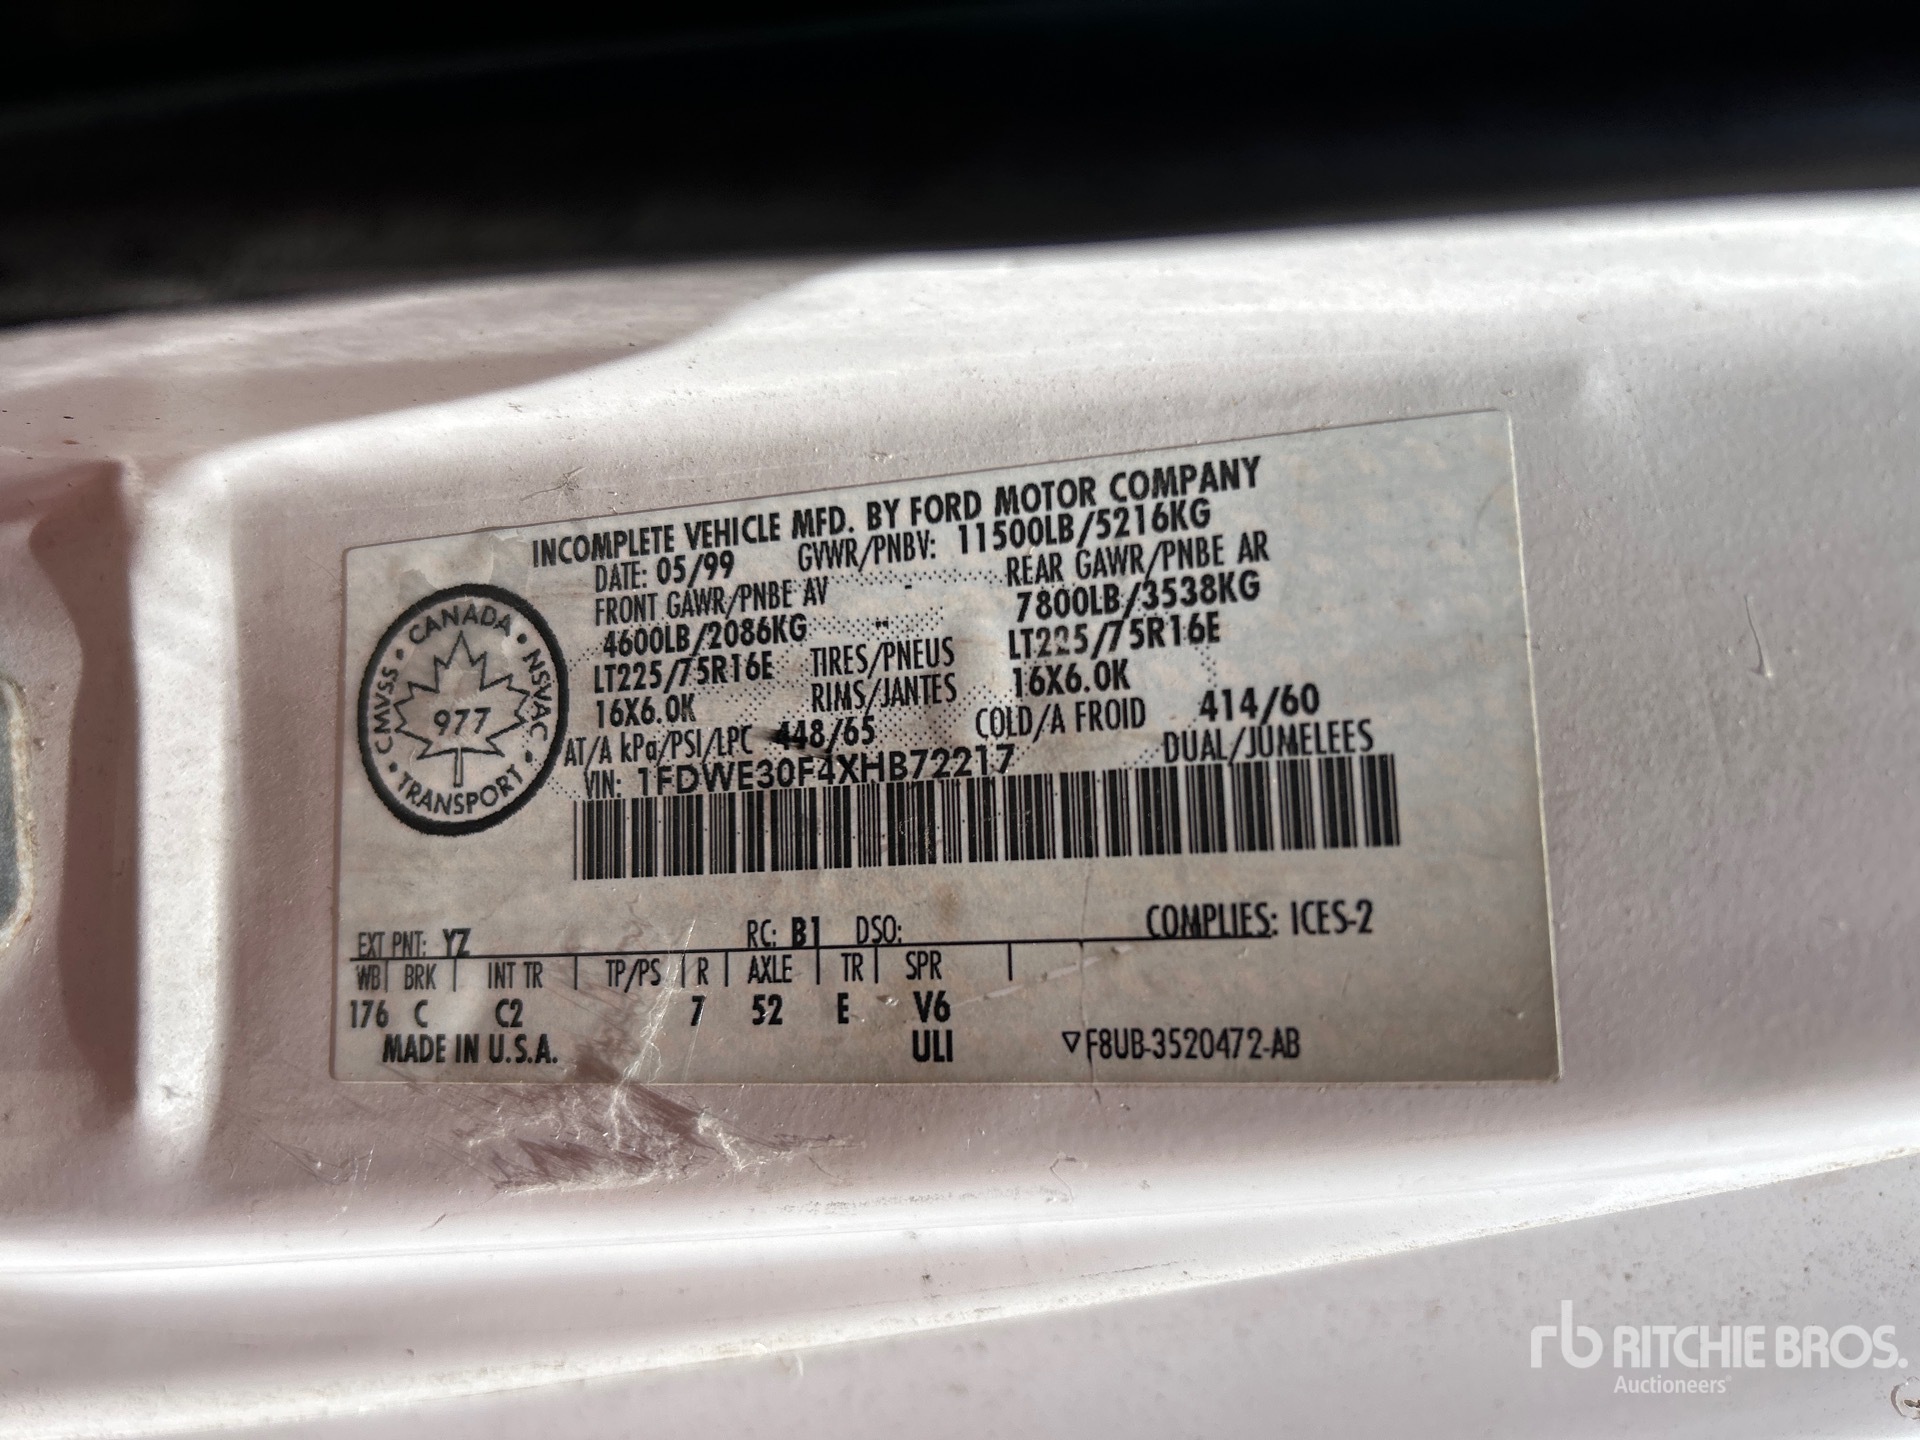 INCOMPLETE VEHICLE MFD. BY FORD MOTOR COMPANY
DATE: 05/99 GVWR/PNBV: 11500LB/5216KG
FRONT GAWR/PNBE AV - REAR GAWR/PNBE AR
4600LB/2086KG 7800LB/3538KG
LT225/75R16E TIRES/PNEUS LT225/75R16E
16X6.0K RIMS/JANTES 16X6.0K
AT/A kPa/PSI/LPC 448/65 COLD/A FROID 414/60
VIN: 1FDWE30F4XHB72217 DUAL/JUMELEES
CMVSS • CANADA • NSVAC • TRANSPORT •
977
EXT PNT: YZ RC: B1 DSO: COMPLIES: ICES-2
WB BRK INT TR TP/PS R AXLE TR SPR
176 C C2 7 52 E V6
MADE IN U.S.A. ULI ▽F8UB-3520472-AB
rb RITCHIE BROS.
Auctioneers